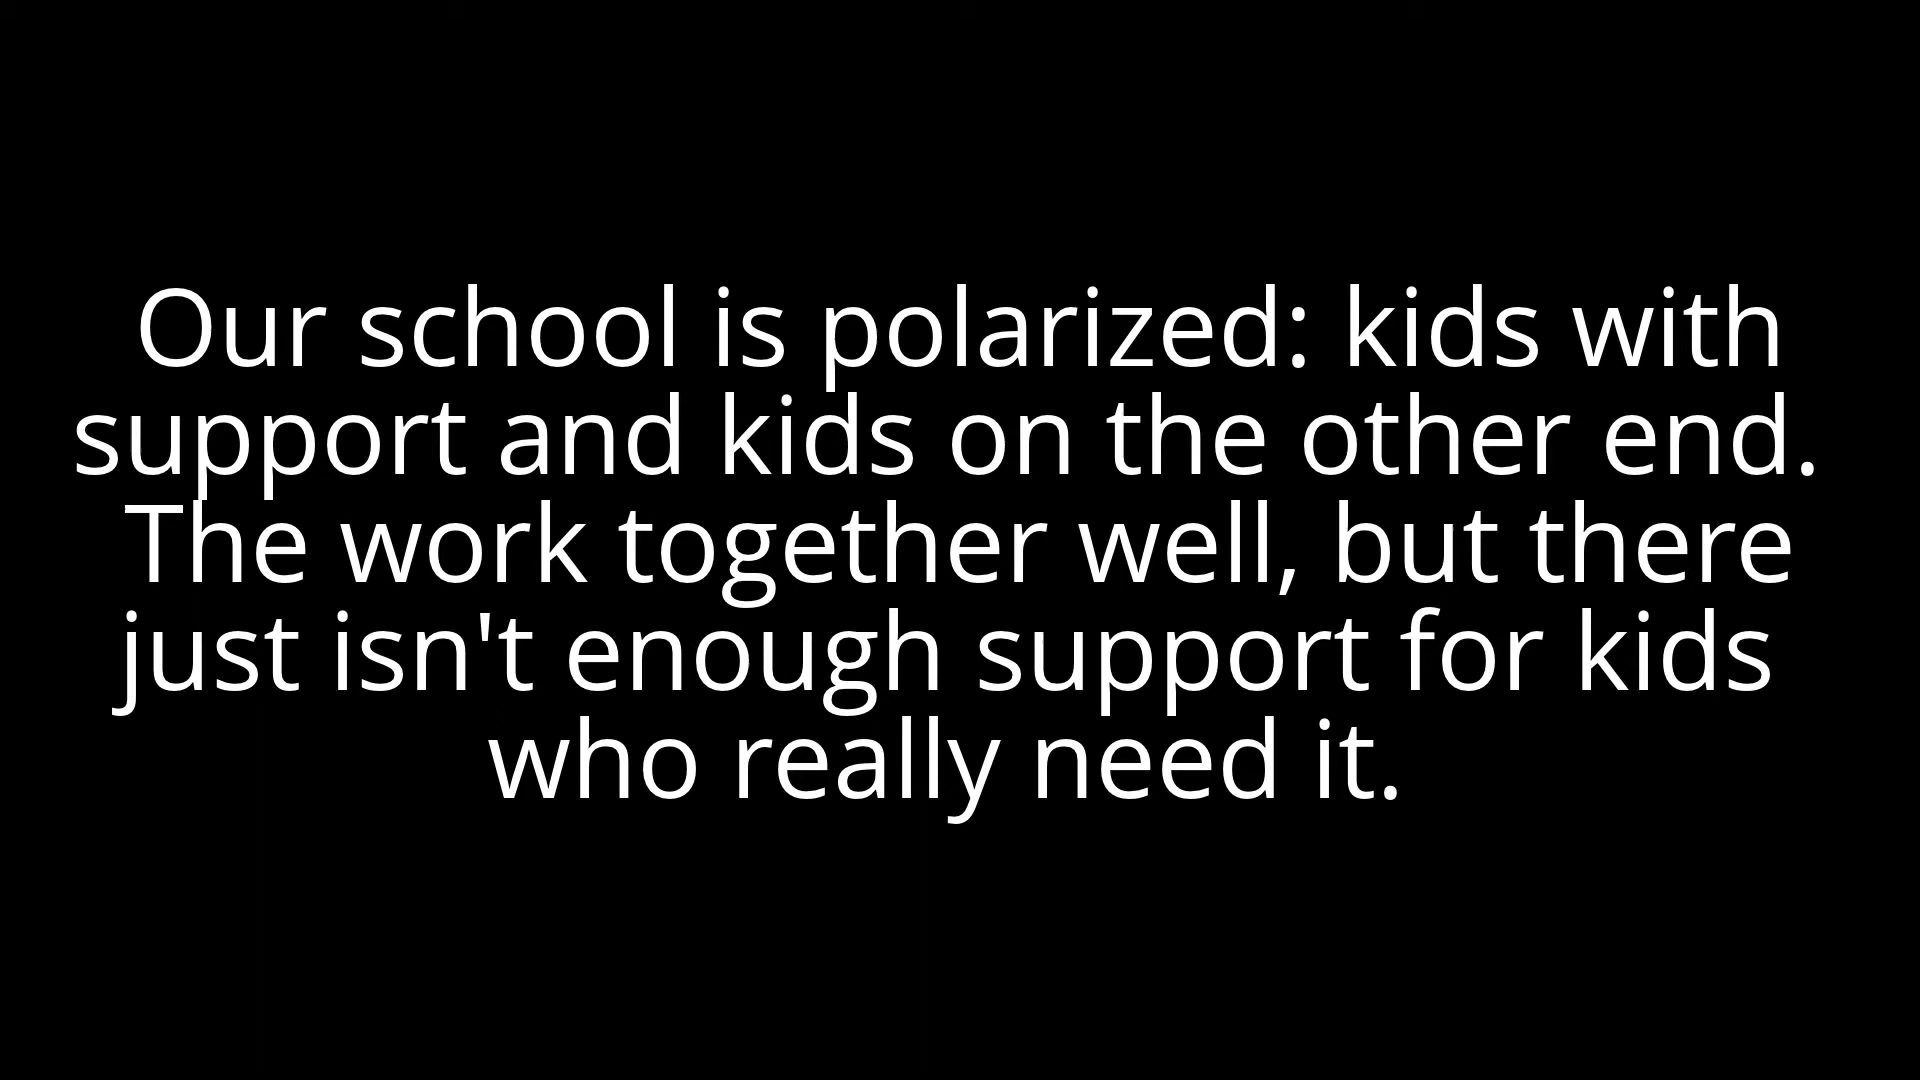 Our school is polarized: kids with
support and kids on the other end.
The work together well, but there
just isn't enough support for kids
who really need it.